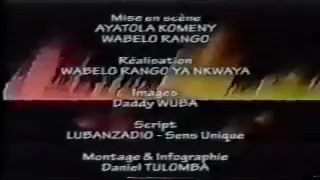 Mise en scène
AYATOLA KOMENY
WABELO RANGO
Réalisation
WABELO RANGO YA NKWAYA
Images
Daddy WUBA
Script
LUBANZADIO - Sens Unique
Montage & Infographie
Daniel TULOMBA